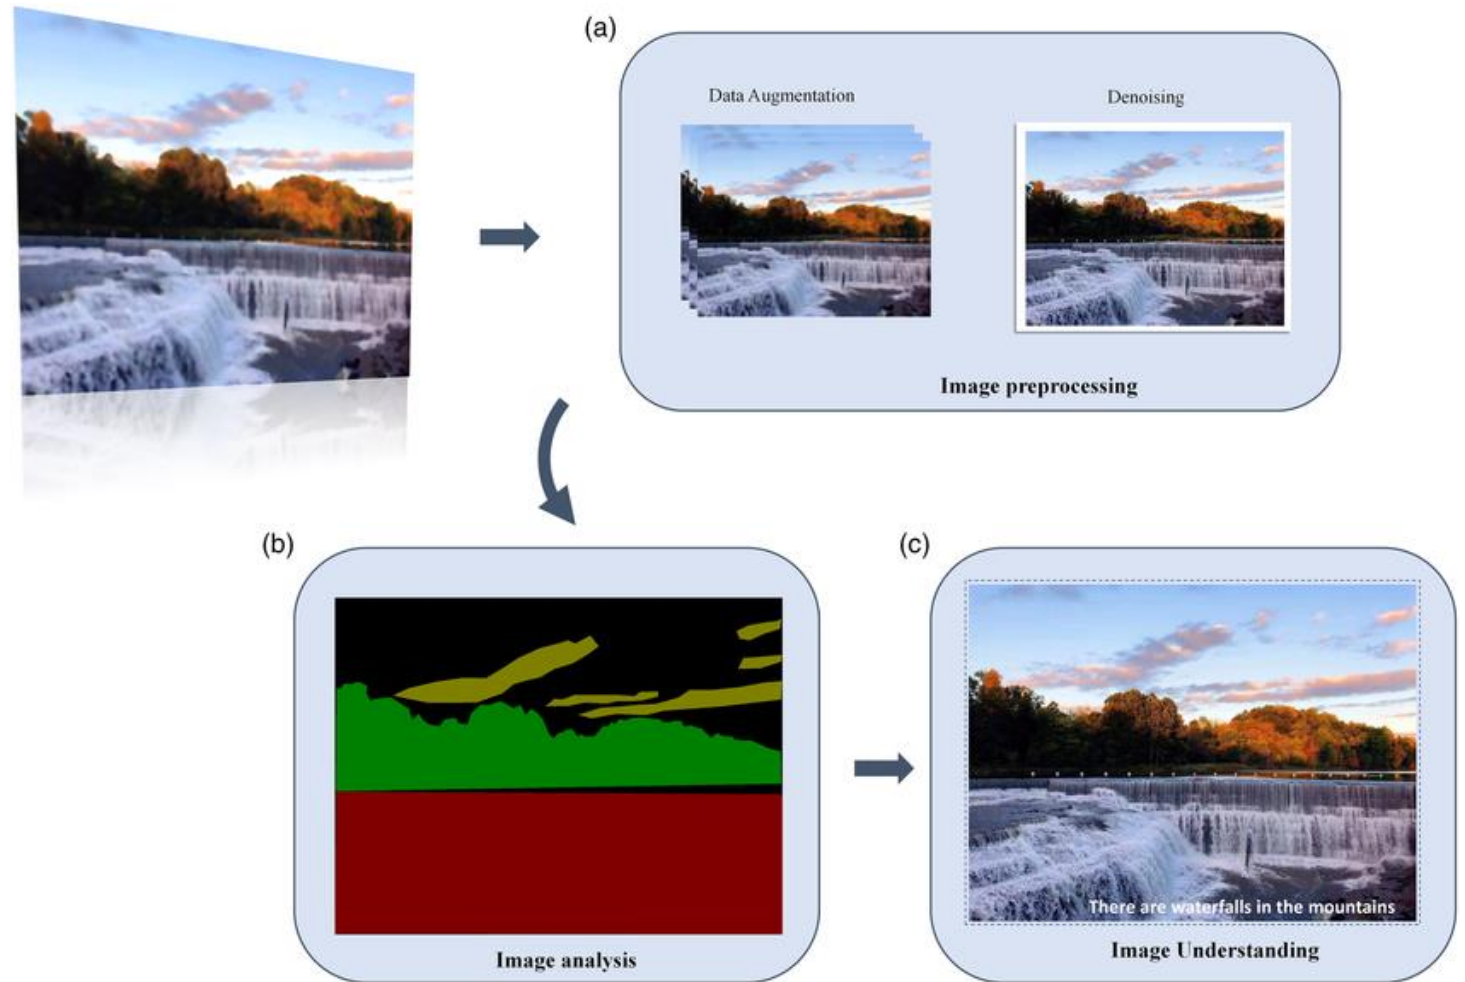 (a)
Data Augmentation
Denoising
Image preprocessing
(b)
Image analysis
(c)
There are waterfalls in the mountains
Image Understanding